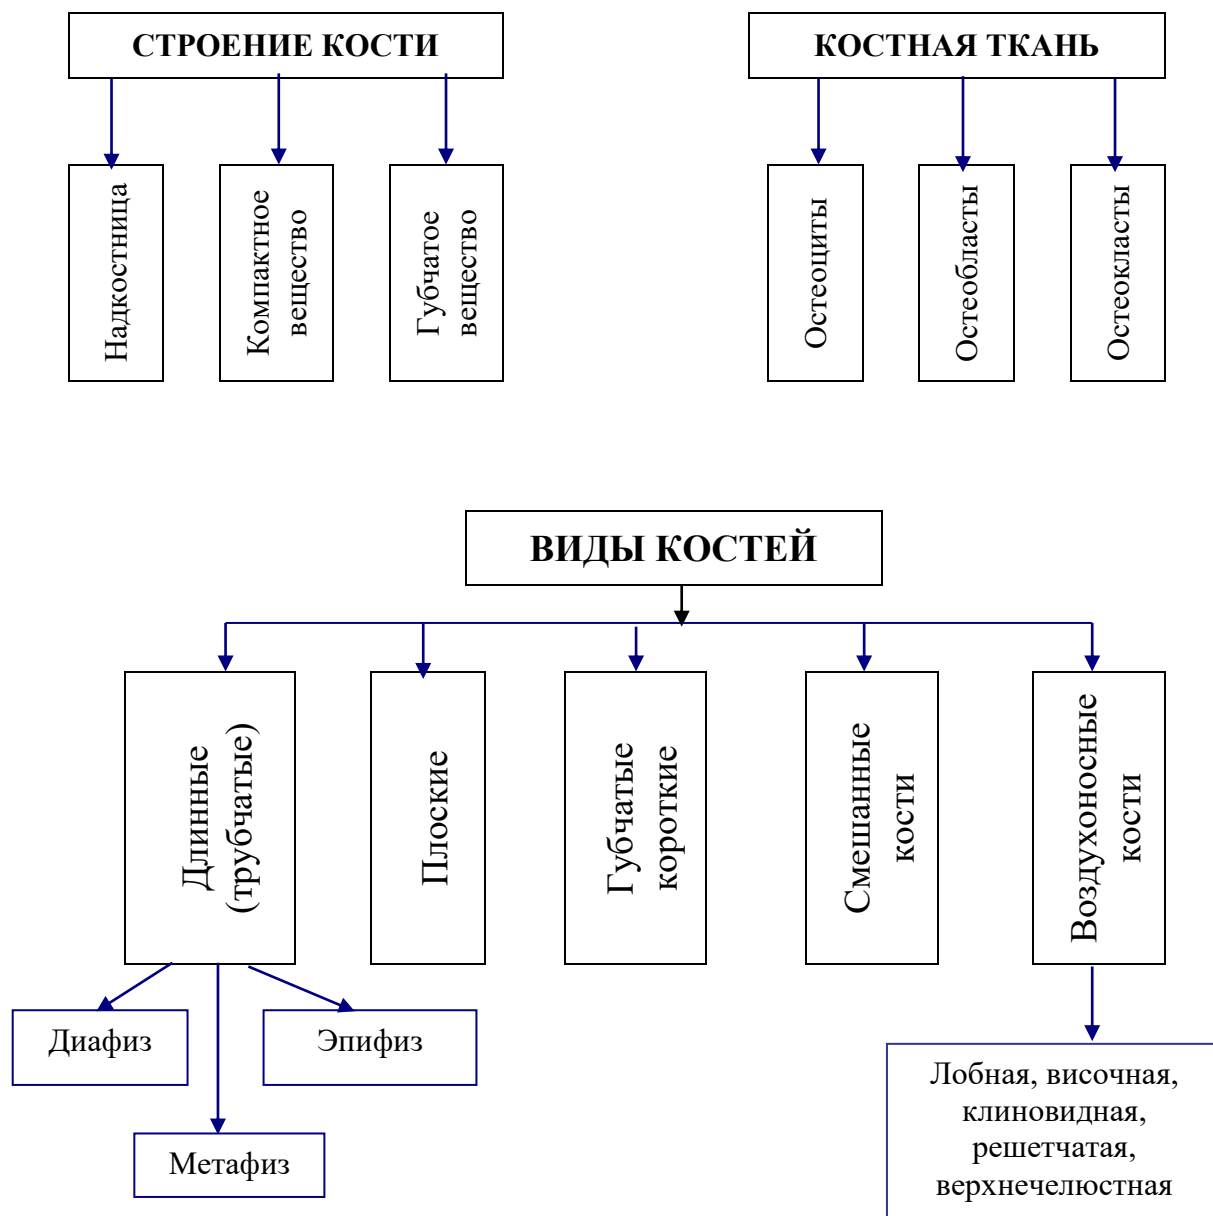 СТРОЕНИЕ КОСТИ
КОСТНАЯ ТКАНЬ
Надкостница
Компактное
вещество
Губчатое
вещество
Остеоциты
Остеобласты
Остеокласты
ВИДЫ КОСТЕЙ
Длинные
(трубчатые)
Плоские
Губчатые
короткие
Смешанные
кости
Воздухоносные
кости
Диафиз
Эпифиз
Метафиз
Лобная, височная,
клиновидная,
решетчатая,
верхнечелюстная